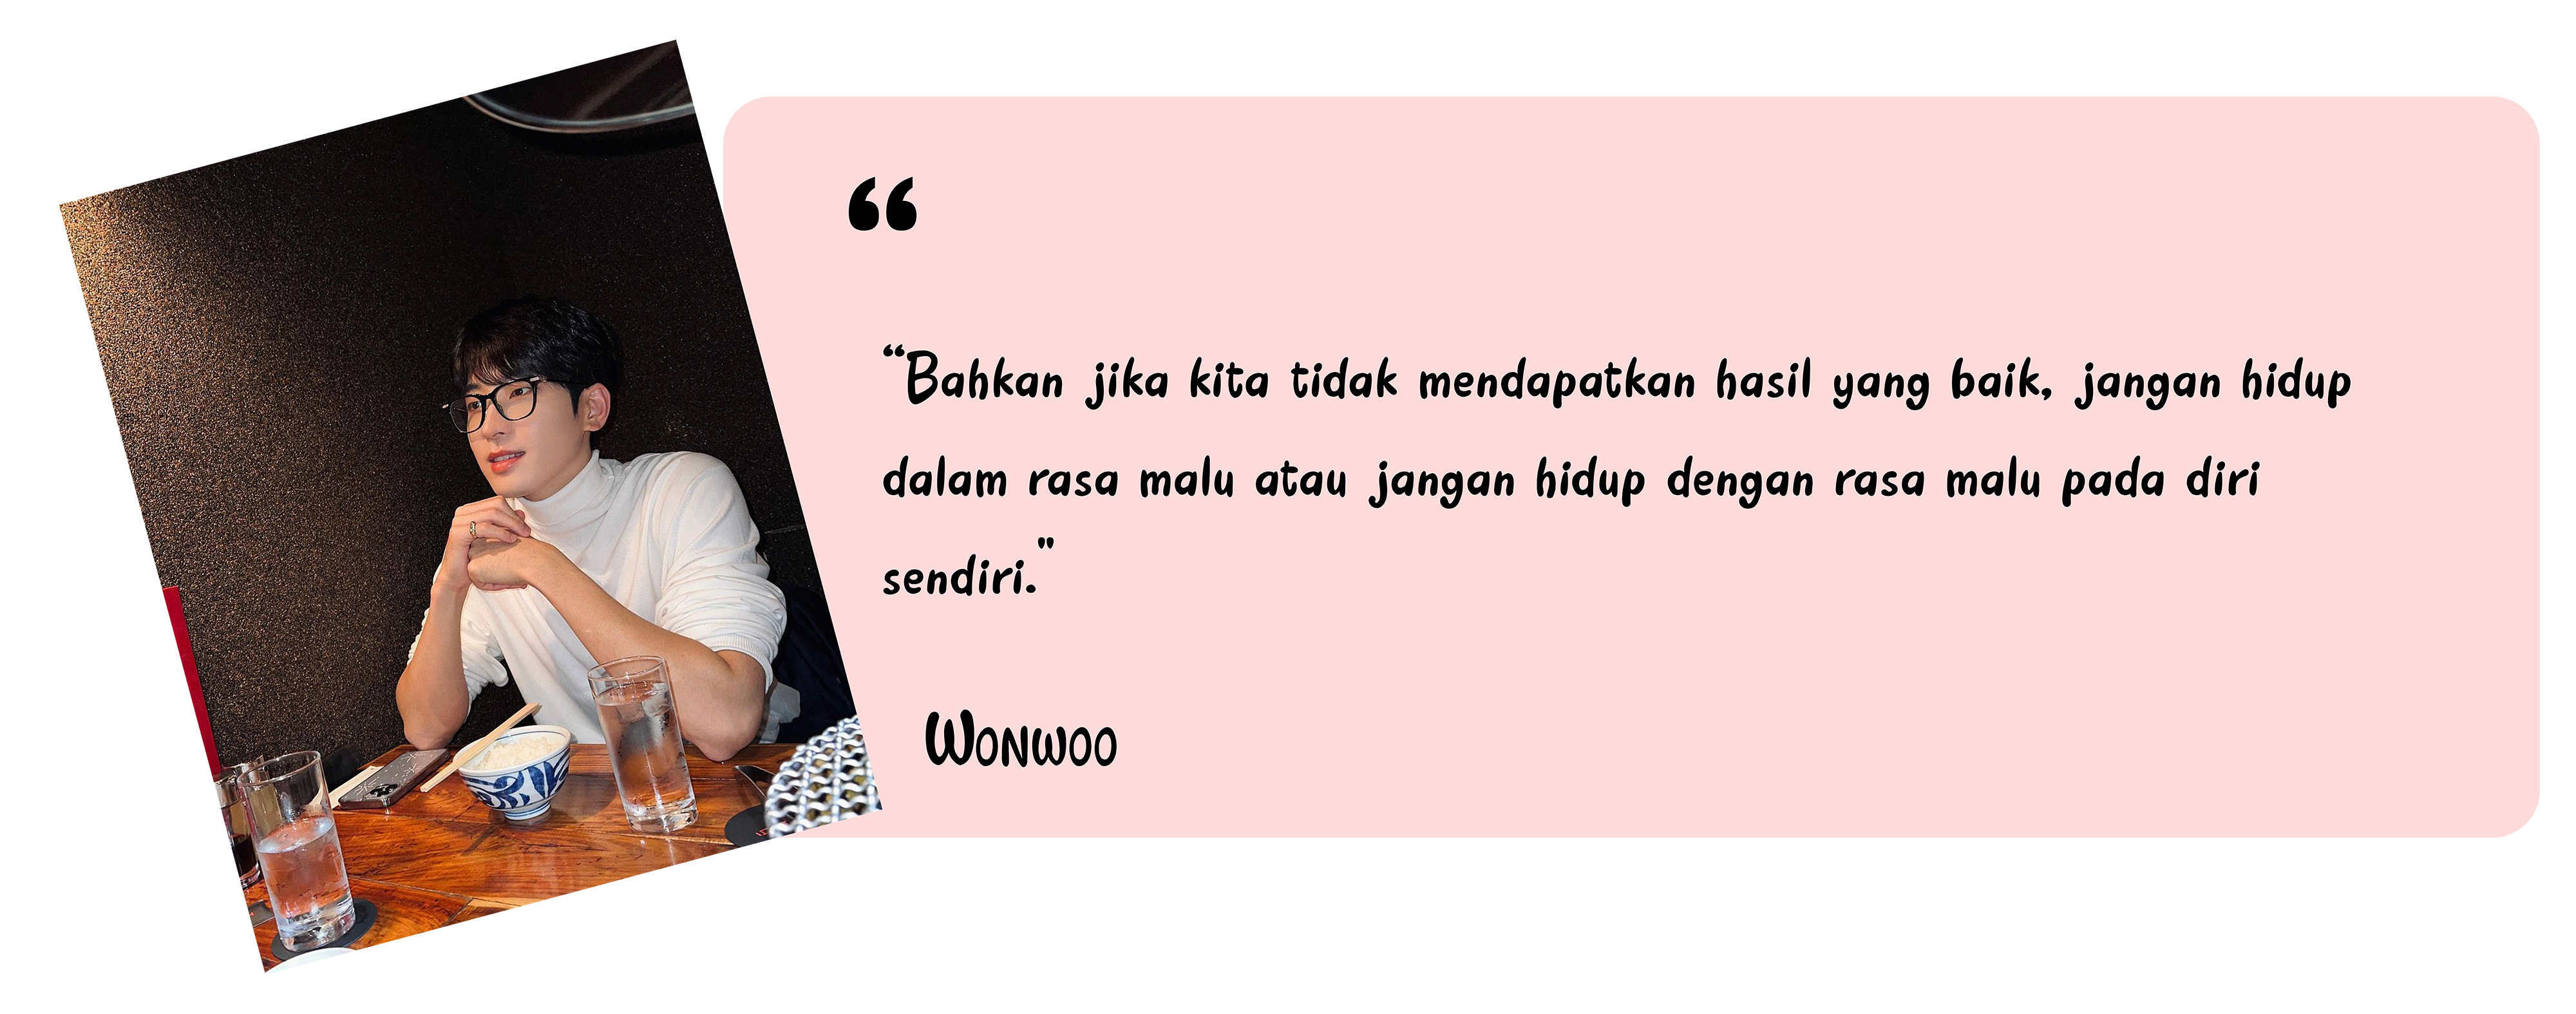 “
“Bahkan jika kita tidak mendapatkan hasil yang baik, jangan hidup
dalam rasa malu atau jangan hidup dengan rasa malu pada diri
sendiri."
Wonwoo